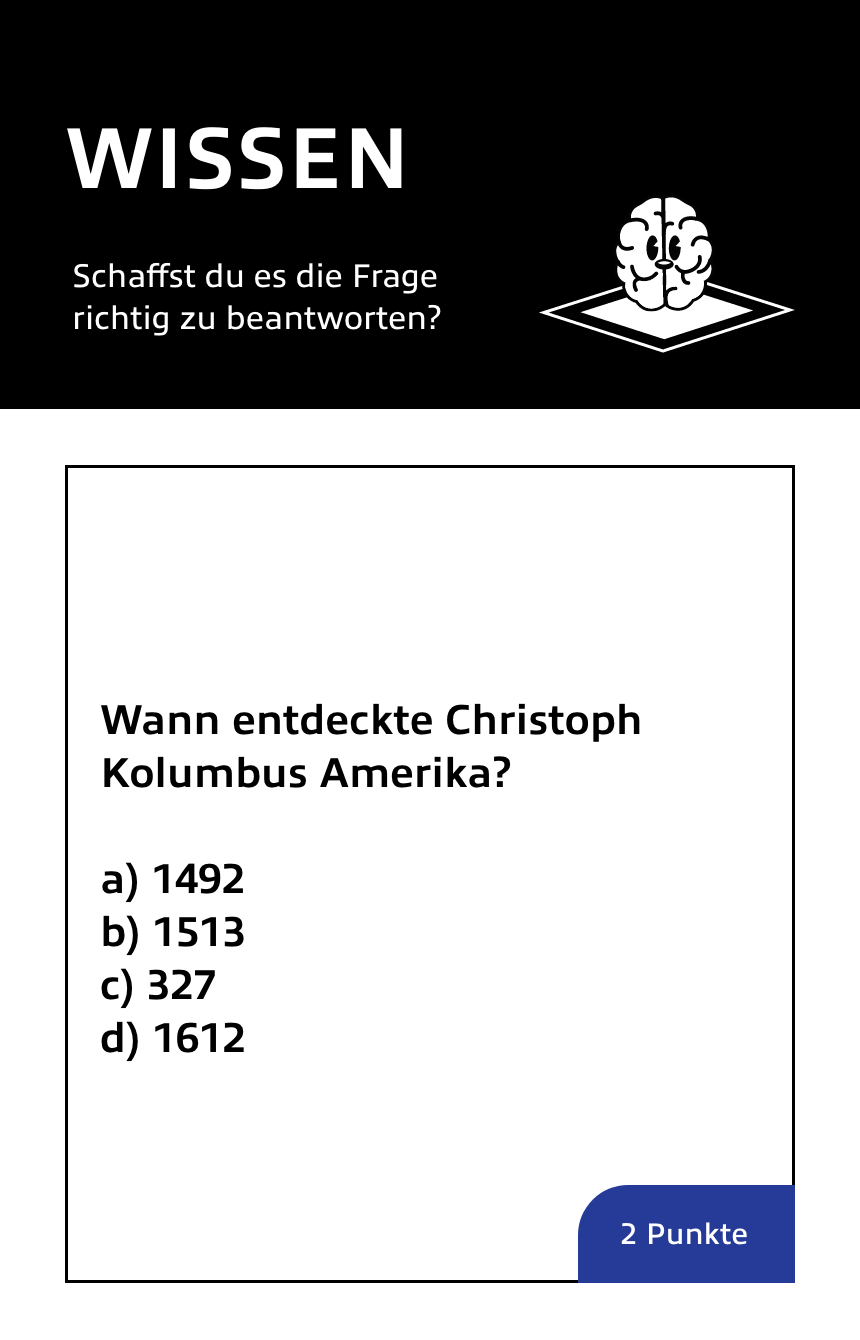 WISSEN
Schaffst du es die Frage
richtig zu beantworten?
Wann entdeckte Christoph
Kolumbus Amerika?
a) 1492
b) 1513
c) 327
d) 1612
2 Punkte